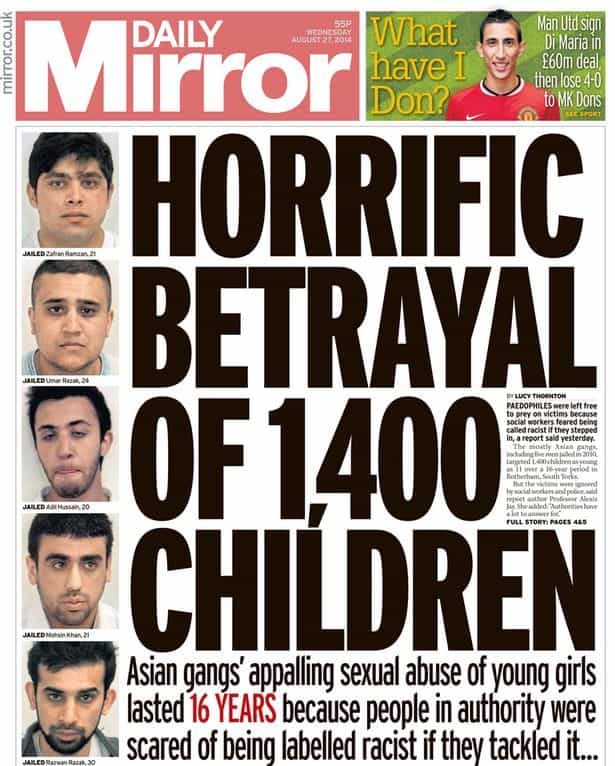 mirror.co.uk
DAILY
Mirror
55P
WEDNESDAY
AUGUST 27, 2014
What
have I
Don?
Man Utd sign
Di Maria in
£60m deal,
then lose 4-0
to MK Dons
SEE SPORT
HORRIFIC
BETRAYAL
OF 1,400
CHILDREN
JAILED Zafran Ramzan, 21
JAILED Umar Razak, 24
JAILED Adil Hussain, 20
JAILED Mohsin Khan, 21
JAILED Razwan Razak, 30
BY LUCY THORNTON
PAEDOPHILES were left free
to prey on victims because
social workers feared being
called racist if they stepped
in, a report said yesterday.
The mostly Asian gangs,
including five men jailed in 2010,
targeted 1,400 children as young
as 11 over a 16-year period in
Rotherham, South Yorks.
But the victims were ignored
by social workers and police, said
report author Professor Alexis
Jay. She added: "Authorities have
a lot to answer for."
FULL STORY: PAGES 4&5
Asian gangs' appalling sexual abuse of young girls
lasted 16 YEARS because people in authority were
scared of being labelled racist if they tackled it...